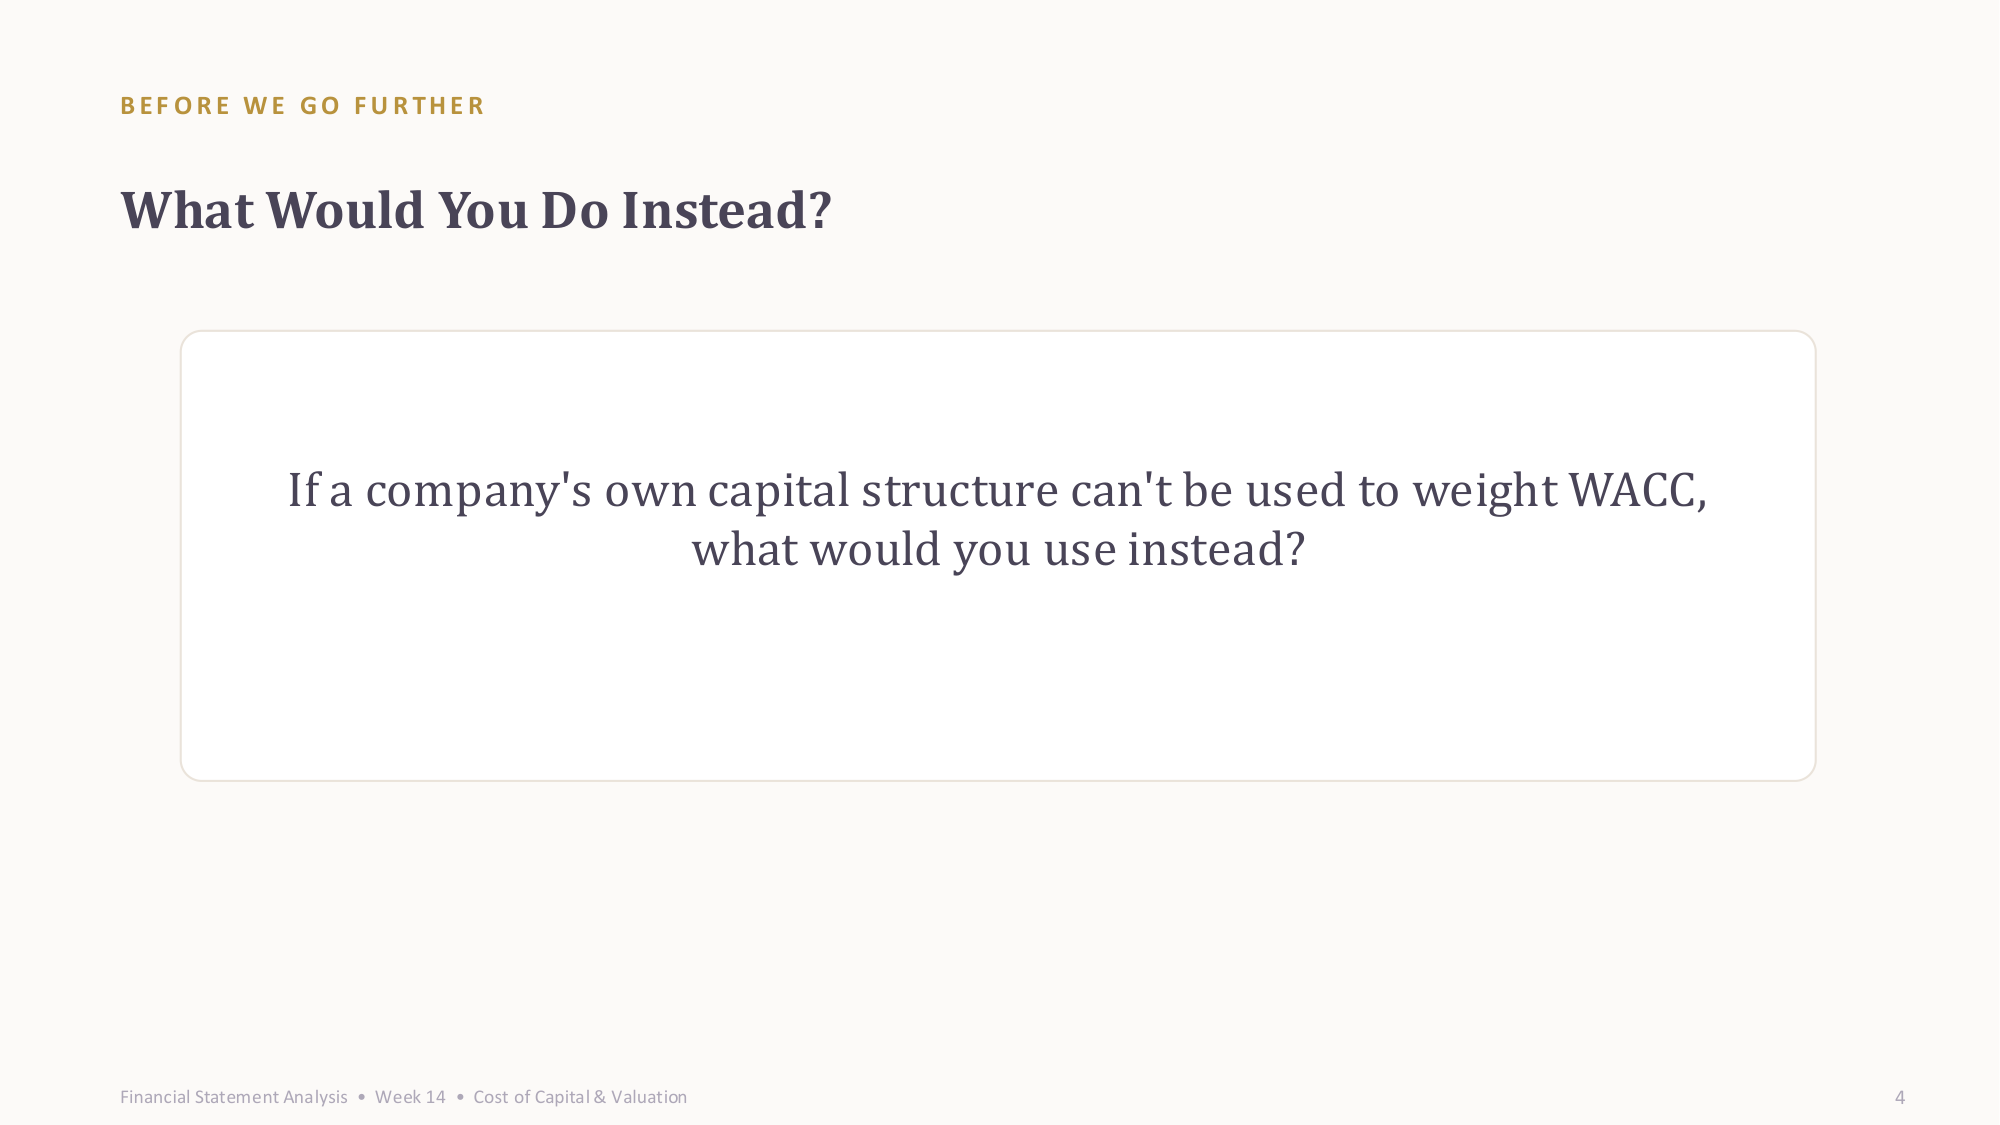 BEFORE WE GO FURTHER
What Would You Do Instead?
If a company's own capital structure can't be used to weight WACC,
what would you use instead?
Financial Statement Analysis • Week 14 • Cost of Capital & Valuation
4